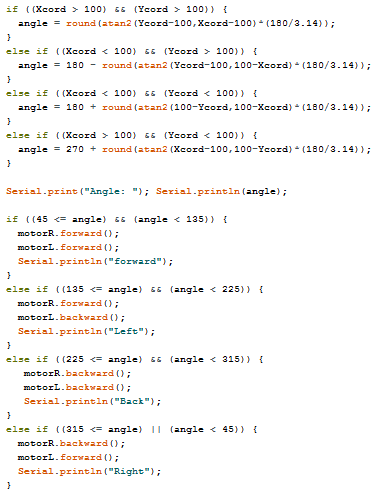 if ((Xcord > 100) && (Ycord > 100)) {
  angle = round(atan2(Ycord-100,Xcord-100)*(180/3.14));
}
else if ((Xcord < 100) && (Ycord > 100)) {
  angle = 180 - round(atan2(Ycord-100,100-Xcord)*(180/3.14));
}
else if ((Xcord < 100) && (Ycord < 100)) {
  angle = 180 + round(atan2(100-Ycord,100-Xcord)*(180/3.14));
}
else if ((Xcord > 100) && (Ycord < 100)) {
  angle = 270 + round(atan2(Xcord-100,100-Ycord)*(180/3.14));
}
Serial.print("Angle: "); Serial.println(angle);
if ((45 <= angle) && (angle < 135)) {
  motorR.forward();
  motorL.forward();
  Serial.println("forward");
}
else if ((135 <= angle) && (angle < 225)) {
  motorR.forward();
  motorL.backward();
  Serial.println("Left");
}
else if ((225 <= angle) && (angle < 315)) {
   motorR.backward();
   motorL.backward();
   Serial.println("Back");
}
else if ((315 <= angle) || (angle < 45)) {
  motorR.backward();
  motorL.forward();
  Serial.println("Right");
}